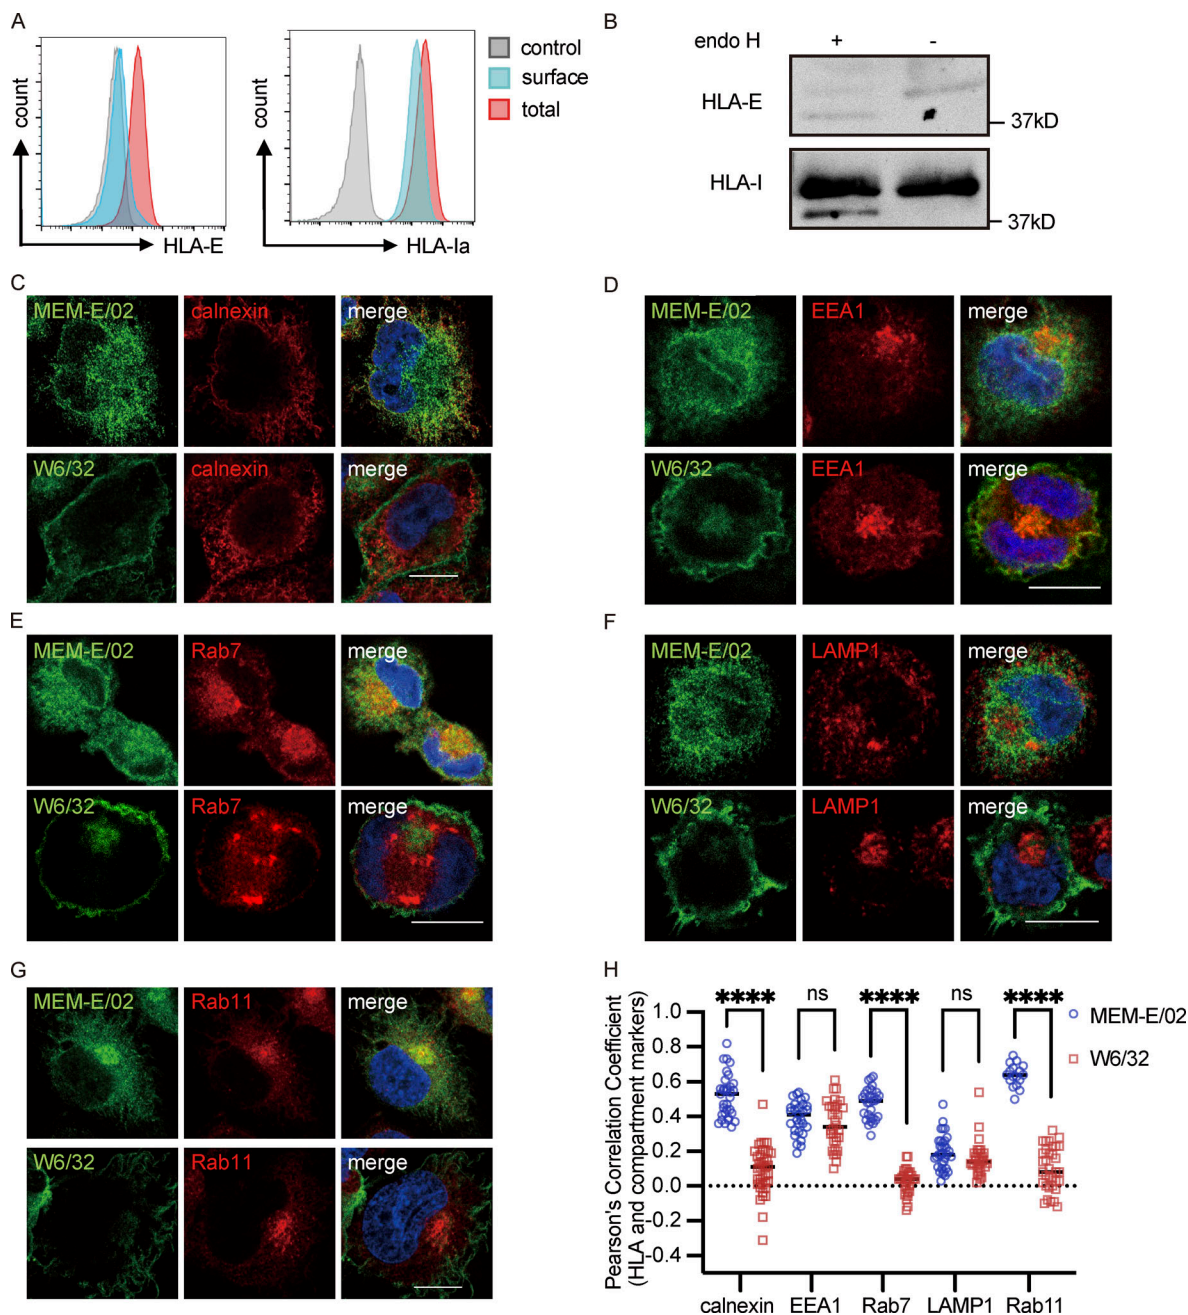 A
count
HLA-E
count
HLA-Ia
control
surface
total
B
endo H + -
HLA-E
37kD
HLA-I
37kD
C
MEM-E/02 calnexin merge
W6/32 calnexin merge
D
MEM-E/02 EEA1 merge
W6/32 EEA1 merge
E
MEM-E/02 Rab7 merge
W6/32 Rab7 merge
F
MEM-E/02 LAMP1 merge
W6/32 LAMP1 merge
G
MEM-E/02 Rab11 merge
W6/32 Rab11 merge
H
Pearson's Correlation Coefficient
(HLA and compartment markers)
**** ns **** ns ****
1.0
0.8
0.6
0.4
0.2
0.0
-0.2
-0.4
calnexin EEA1 Rab7 LAMP1 Rab11
MEM-E/02
W6/32